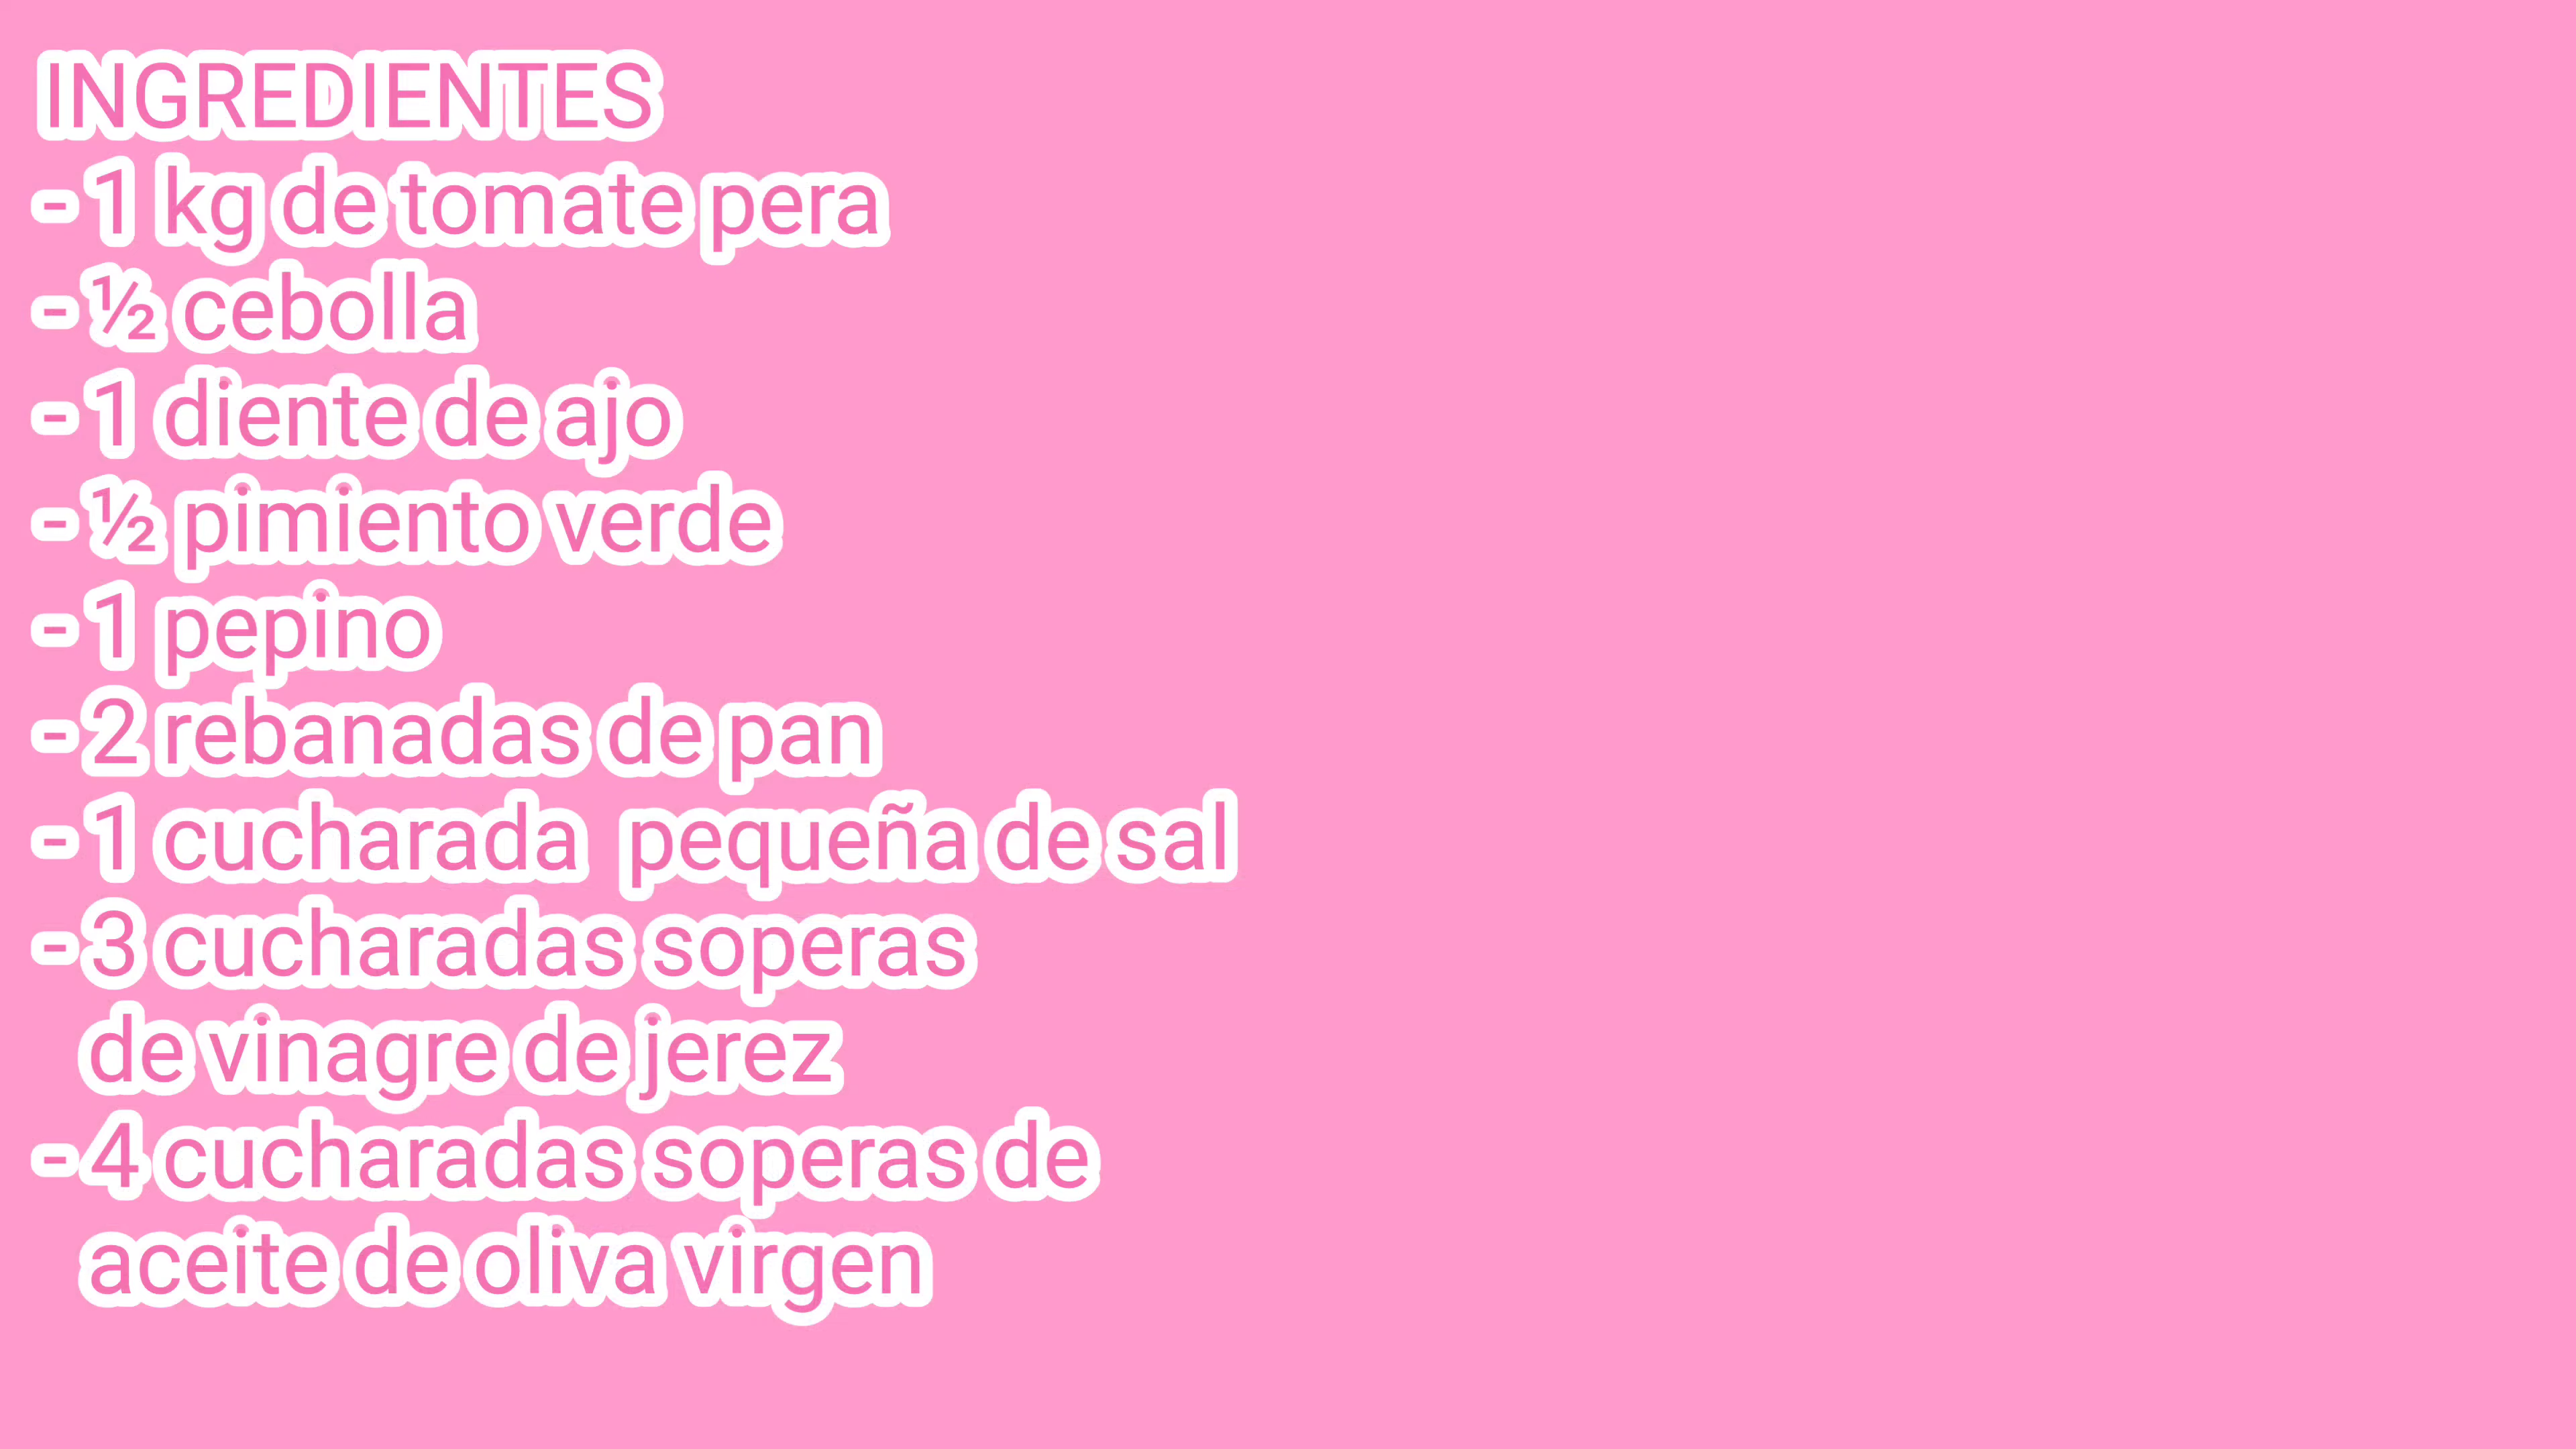 INGREDIENTES
- 1 kg de tomate pera
- ½ cebolla
- 1 diente de ajo
- ½ pimiento verde
- 1 pepino
- 2 rebanadas de pan
- 1 cucharada  pequeña de sal
- 3 cucharadas soperas
de vinagre de jerez
- 4 cucharadas soperas de
aceite de oliva virgen